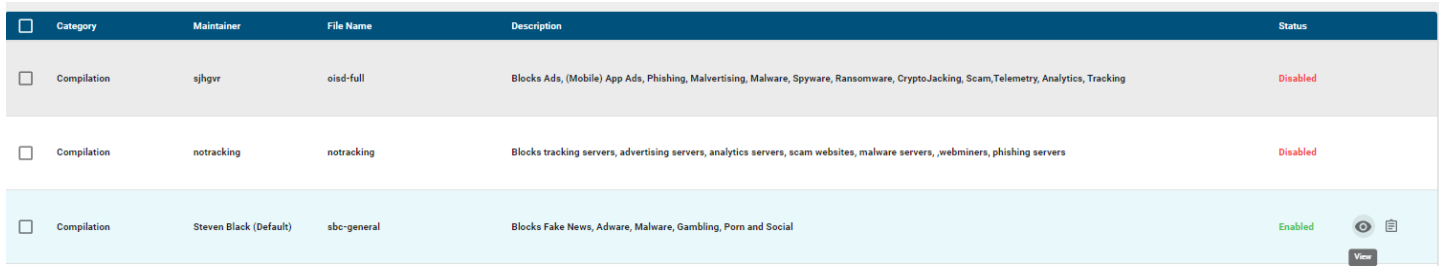 Category Maintainer File Name Description Status
Compilation sjhgvr oisd-full Blocks Ads, (Mobile) App Ads, Phishing, Malvertising, Malware, Spyware, Ransomware, CryptoJacking, Scam,Telemetry, Analytics, Tracking Disabled
Compilation notracking notracking Blocks tracking servers, advertising servers, analytics servers, scam websites, malware servers, ,webminers, phishing servers Disabled
Compilation Steven Black (Default) sbc-general Blocks Fake News, Adware, Malware, Gambling, Porn and Social Enabled
View